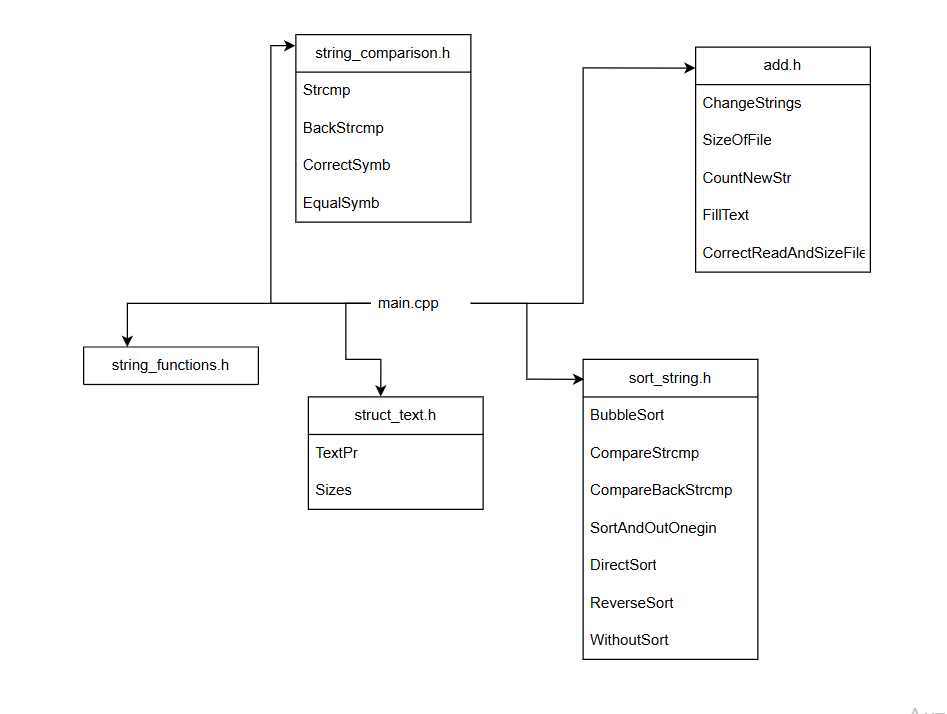 string_comparison.h
Strcmp
BackStrcmp
CorrectSymb
EqualSymb
add.h
ChangeStrings
SizeOfFile
CountNewStr
FillText
CorrectReadAndSizeFile
main.cpp
string_functions.h
struct_text.h
TextPr
Sizes
sort_string.h
BubbleSort
CompareStrcmp
CompareBackStrcmp
SortAndOutOnegin
DirectSort
ReverseSort
WithoutSort